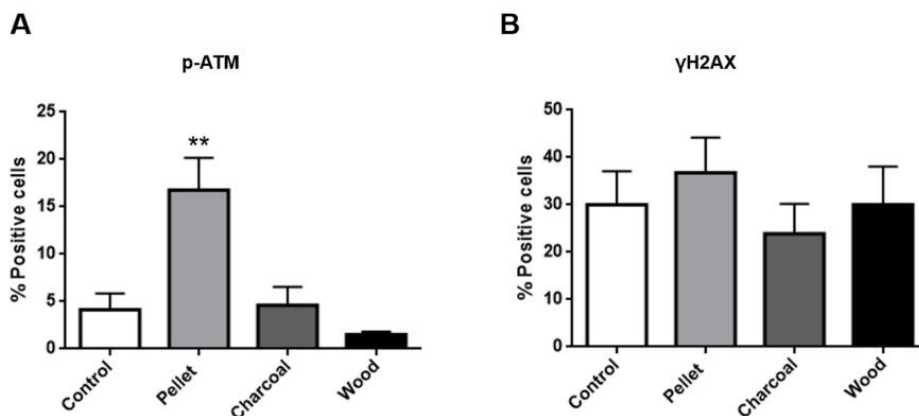 A
p-ATM
% Positive cells
25
20
15
10
5
0
**
Control
Pellet
Charcoal
Wood
B
γH2AX
% Positive cells
50
40
30
20
10
0
Control
Pellet
Charcoal
Wood